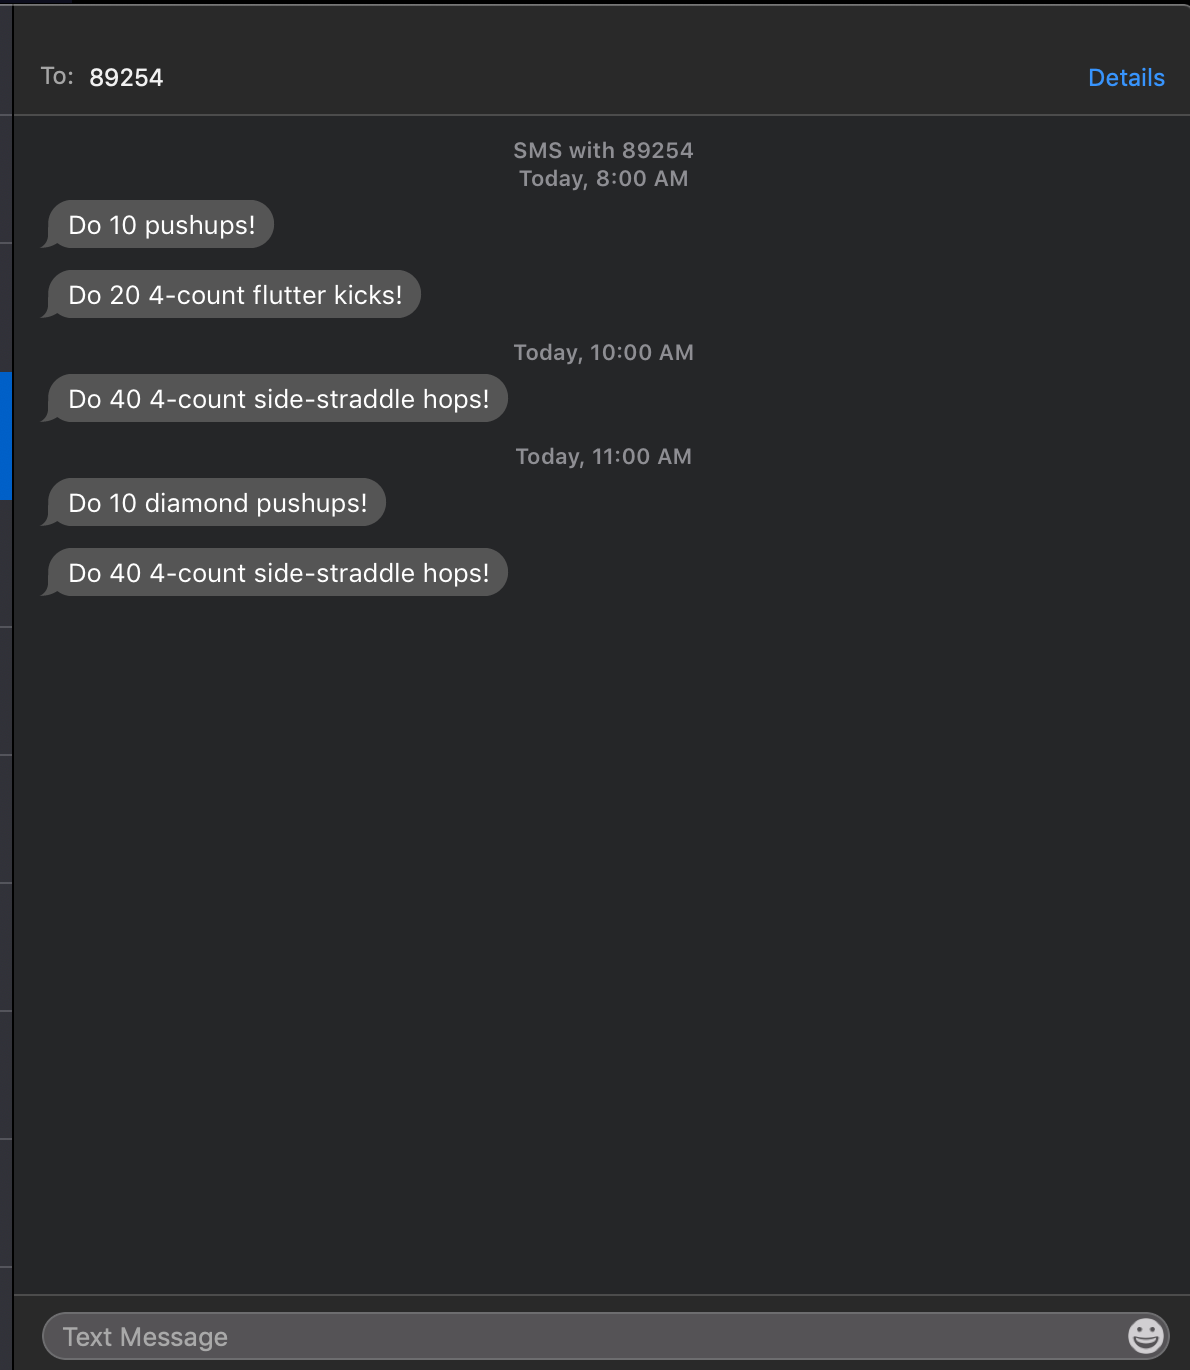 To: 89254
Details
SMS with 89254
Today, 8:00 AM
Do 10 pushups!
Do 20 4-count flutter kicks!
Today, 10:00 AM
Do 40 4-count side-straddle hops!
Today, 11:00 AM
Do 10 diamond pushups!
Do 40 4-count side-straddle hops!
Text Message